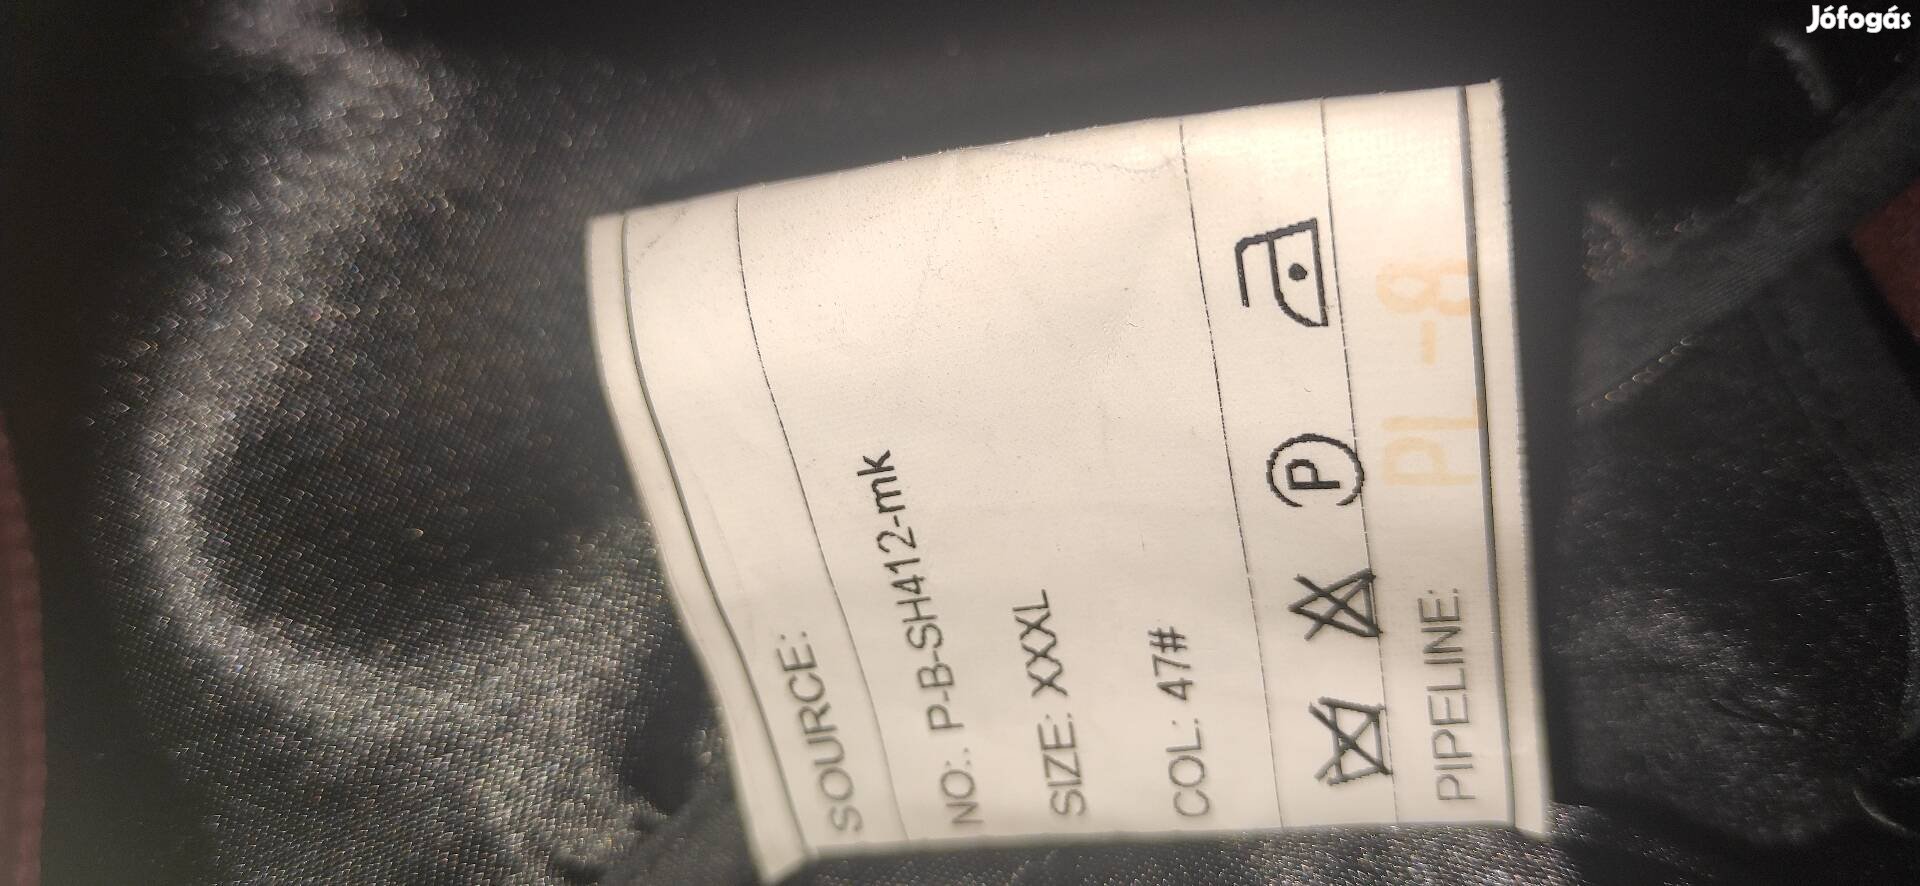 Jófogás
SOURCE:
NO:. P-B-SH412-mk
SIZE: XXXL
COL: 47#
P
PIPELINE:
PL-8